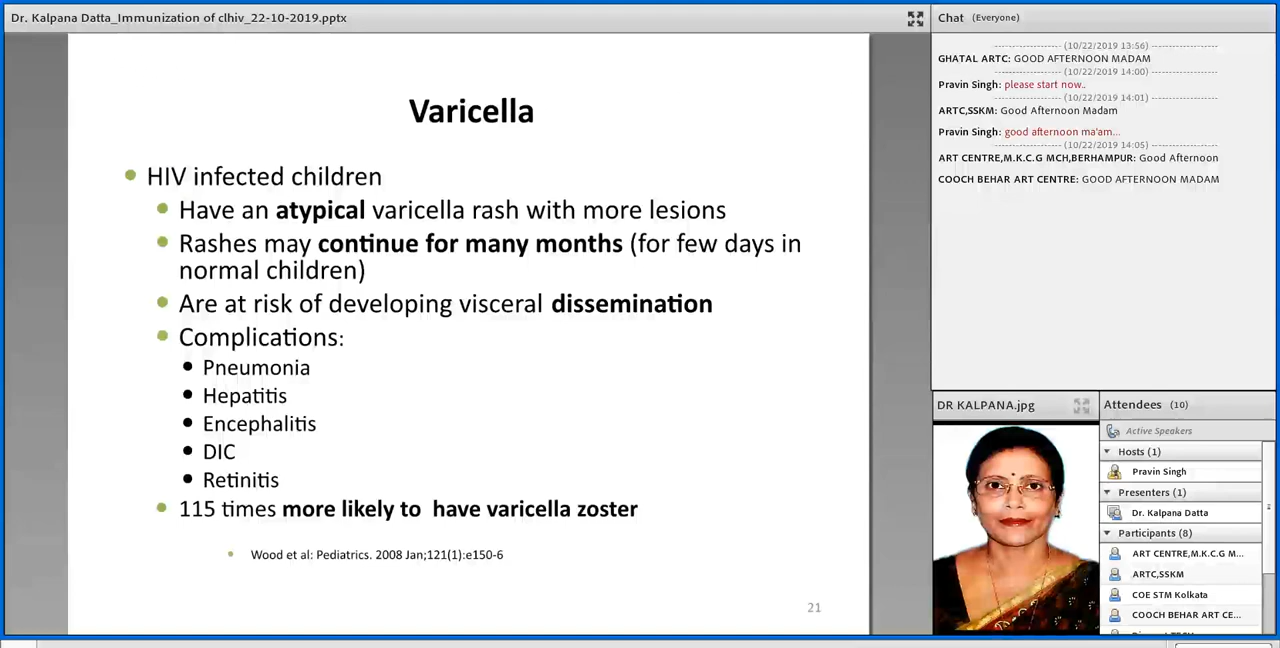 Dr. Kalpana Datta_Immunization of clhiv_22-10-2019.pptx
Varicella
HIV infected children
Have an atypical varicella rash with more lesions
Rashes may continue for many months (for few days in
normal children)
Are at risk of developing visceral dissemination
Complications:
Pneumonia
Hepatitis
Encephalitis
DIC
Retinitis
115 times more likely to have varicella zoster
Wood et al: Pediatrics. 2008 Jan;121(1):e150-6
21
Chat (Everyone)
------------------ (10/22/2019 13:56) ------------------
GHATAL ARTC: GOOD AFTERNOON MADAM
------------------ (10/22/2019 14:00) ------------------
Pravin Singh: please start now..
------------------ (10/22/2019 14:01) ------------------
ARTC,SSKM: Good Afternoon Madam
Pravin Singh: good afternoon ma'am...
------------------ (10/22/2019 14:05) ------------------
ART CENTRE,M.K.C.G MCH,BERHAMPUR: Good Afternoon
COOCH BEHAR ART CENTRE: GOOD AFTERNOON MADAM
DR KALPANA.jpg
Attendees (10)
Active Speakers
Hosts (1)
Pravin Singh
Presenters (1)
Dr. Kalpana Datta
Participants (8)
ART CENTRE,M.K.C.G M...
ARTC,SSKM
COE STM Kolkata
COOCH BEHAR ART CE...